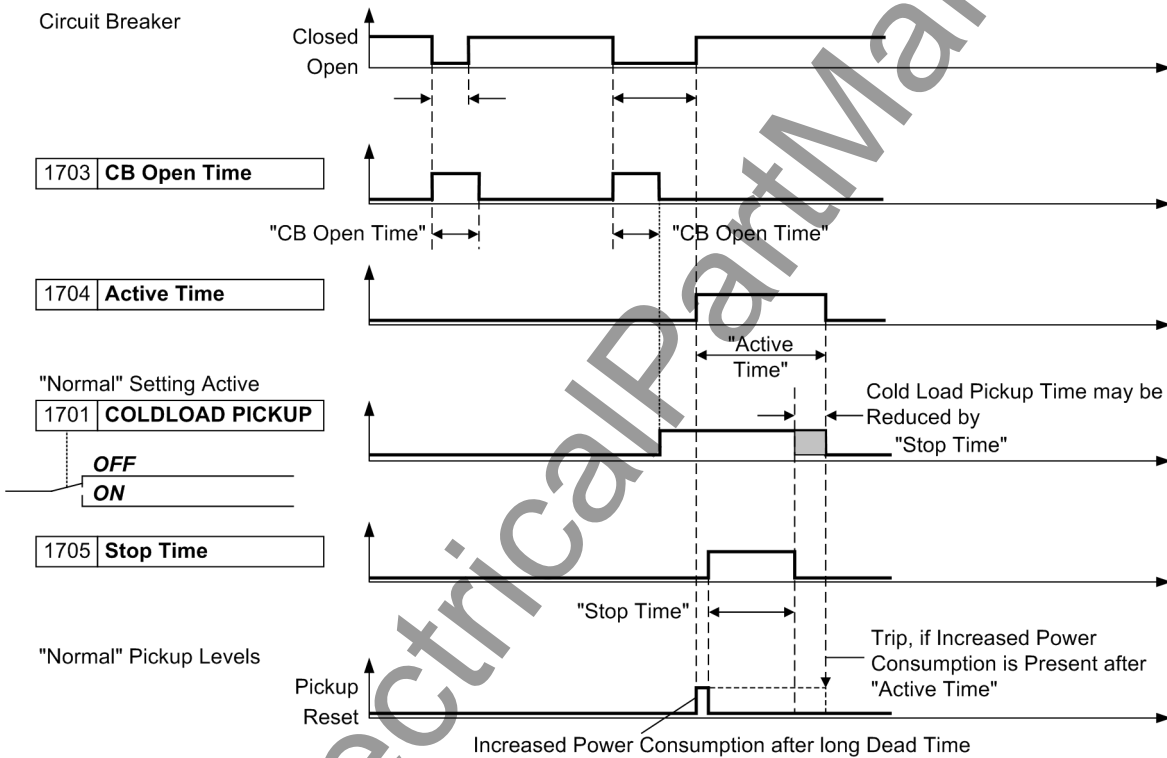 Circuit Breaker
Closed
Open
1703 CB Open Time
"CB Open Time"
"CB Open Time"
1704 Active Time
"Active
Time"
"Normal" Setting Active
1701 COLDLOAD PICKUP
OFF
ON
Cold Load Pickup Time may be
Reduced by
"Stop Time"
1705 Stop Time
"Stop Time"
"Normal" Pickup Levels
Pickup
Reset
Trip, if Increased Power
Consumption is Present after
"Active Time"
Increased Power Consumption after long Dead Time
ectricalPartMa